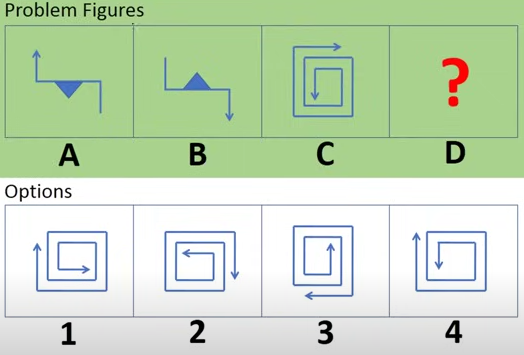 Problem Figures
?
A B C D
Options
1 2 3 4